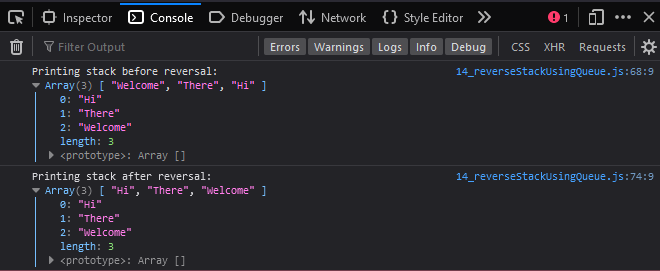 Inspector Console Debugger Network {} Style Editor 1
Filter Output Errors Warnings Logs Info Debug CSS XHR Requests
Printing stack before reversal: 14_reverseStackUsingQueue.js:68:9
Array(3) [ "Welcome", "There", "Hi" ]
0: "Hi"
1: "There"
2: "Welcome"
length: 3
<prototype>: Array []
Printing stack after reversal: 14_reverseStackUsingQueue.js:74:9
Array(3) [ "Hi", "There", "Welcome" ]
0: "Hi"
1: "There"
2: "Welcome"
length: 3
<prototype>: Array []